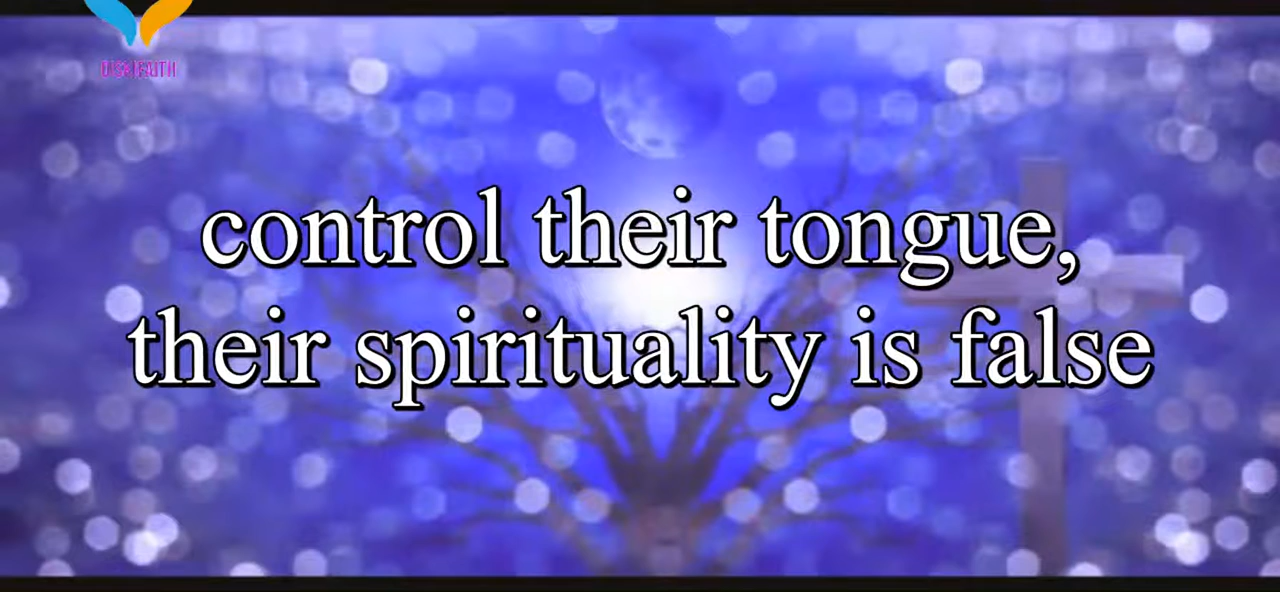 control their tongue,
their spirituality is false